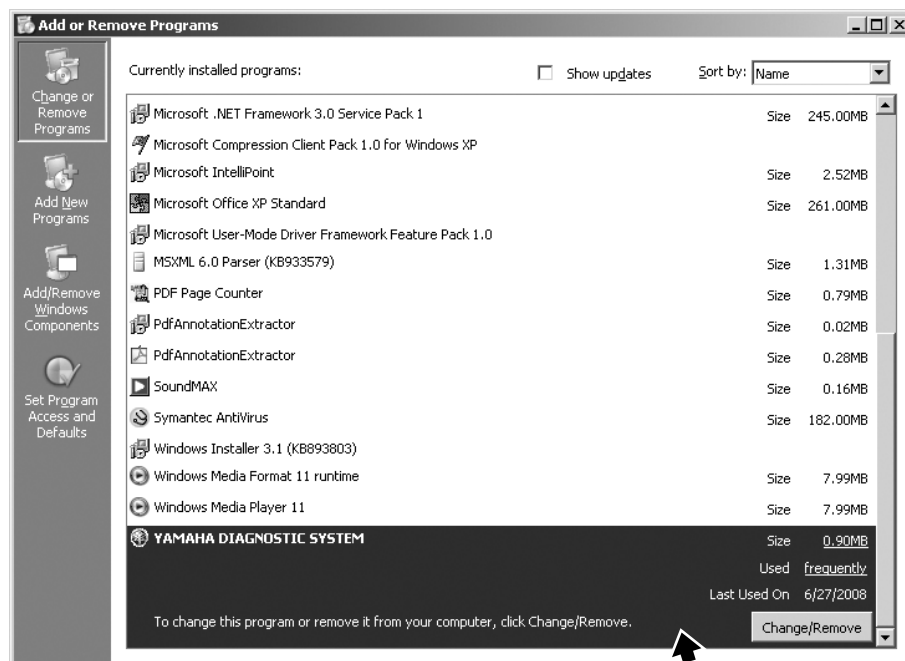 Add or Remove Programs
Change or
Remove
Programs
Add New
Programs
Add/Remove
Windows
Components
Set Program
Access and
Defaults
Currently installed programs:
Show updates
Sort by: Name
Microsoft .NET Framework 3.0 Service Pack 1 Size 245.00MB
Microsoft Compression Client Pack 1.0 for Windows XP
Microsoft IntelliPoint Size 2.52MB
Microsoft Office XP Standard Size 261.00MB
Microsoft User-Mode Driver Framework Feature Pack 1.0
MSXML 6.0 Parser (KB933579) Size 1.31MB
PDF Page Counter Size 0.79MB
PdfAnnotationExtractor Size 0.02MB
PdfAnnotationExtractor Size 0.28MB
SoundMAX Size 0.16MB
Symantec AntiVirus Size 182.00MB
Windows Installer 3.1 (KB893803)
Windows Media Format 11 runtime Size 7.99MB
Windows Media Player 11 Size 7.99MB
YAMAHA DIAGNOSTIC SYSTEM Size 0.90MB
Used frequently
Last Used On 6/27/2008
To change this program or remove it from your computer, click Change/Remove.
Change/Remove